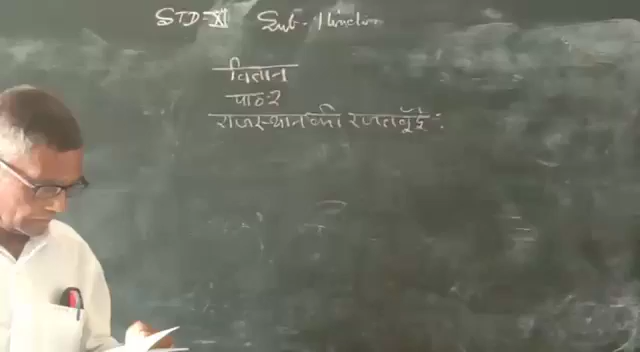 STD-XI Sub-Hindi
वितान
पाठ-2
राजस्थान की रजत बूँदें: